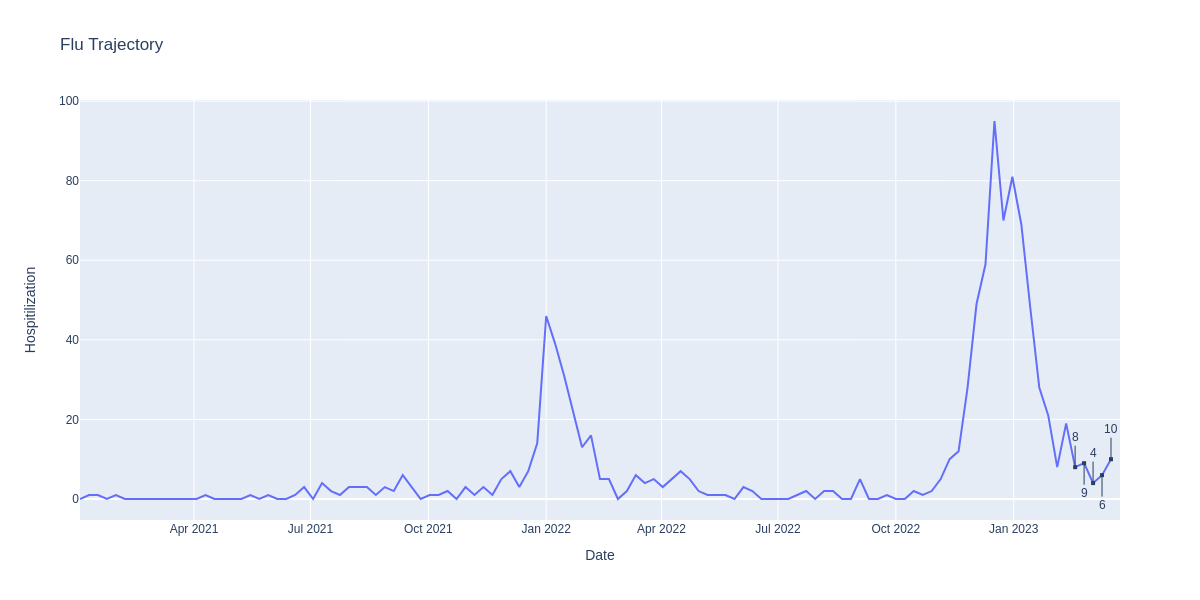 Flu Trajectory
100
80
60
40
20
0
Hospitilization
8
9
4
6
10
Apr 2021
Jul 2021
Oct 2021
Jan 2022
Apr 2022
Jul 2022
Oct 2022
Jan 2023
Date